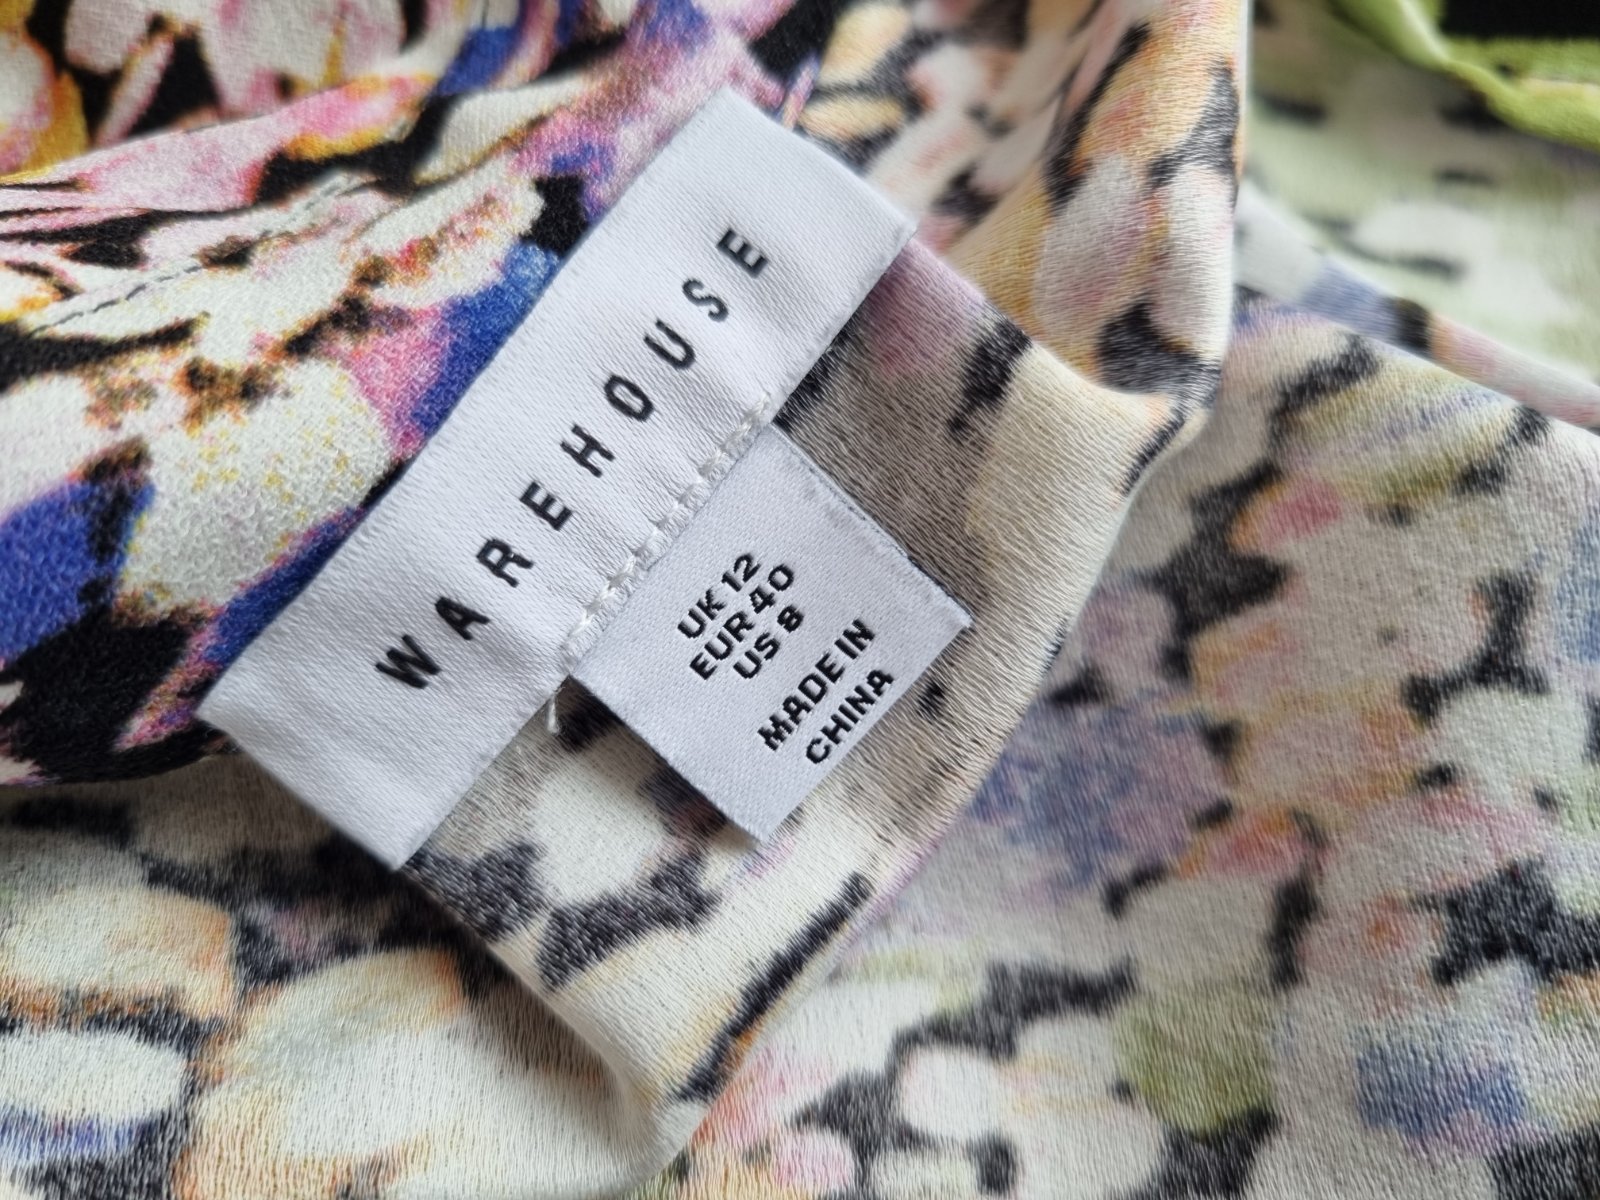 WAREHOUSE
UK 12
EUR 40
US 8
MADE IN
CHINA